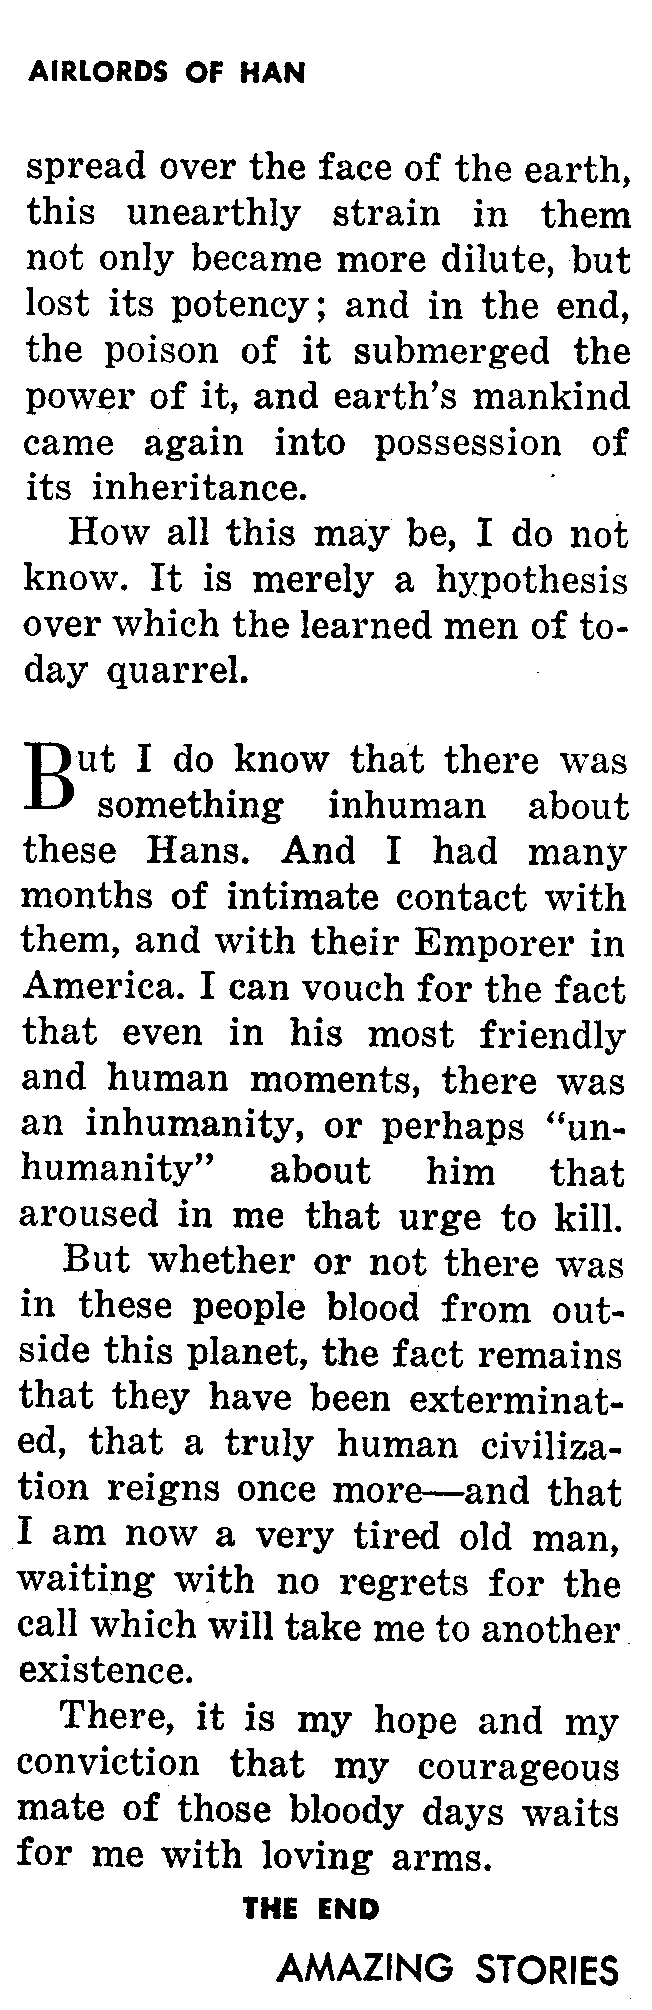 AIRLORDS OF HAN
spread over the face of the earth,
this unearthly strain in them
not only became more dilute, but
lost its potency; and in the end,
the poison of it submerged the
power of it, and earth's mankind
came again into possession of
its inheritance.
How all this may be, I do not
know. It is merely a hypothesis
over which the learned men of to-
day quarrel.
But I do know that there was
something inhuman about
these Hans. And I had many
months of intimate contact with
them, and with their Emporer in
America. I can vouch for the fact
that even in his most friendly
and human moments, there was
an inhumanity, or perhaps “un-
humanity” about him that
aroused in me that urge to kill.
But whether or not there was
in these people blood from out-
side this planet, the fact remains
that they have been exterminat-
ed, that a truly human civiliza-
tion reigns once more—and that
I am now a very tired old man,
waiting with no regrets for the
call which will take me to another
existence.
There, it is my hope and my
conviction that my courageous
mate of those bloody days waits
for me with loving arms.
THE END
AMAZING STORIES